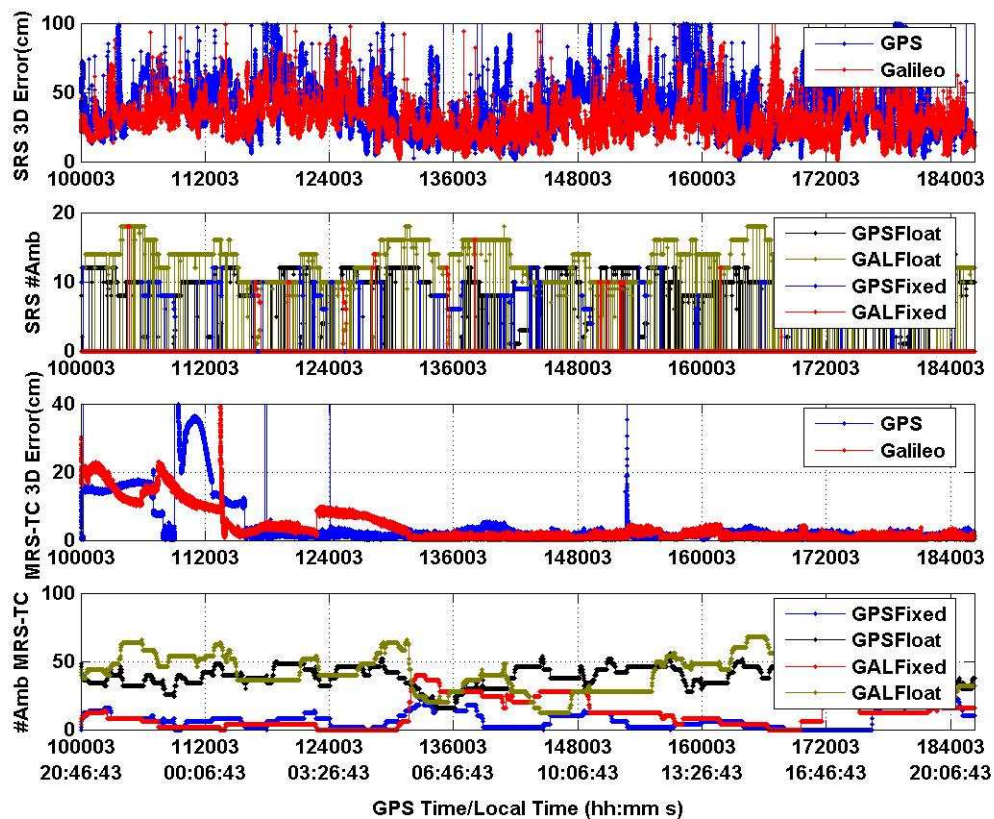 SRS 3D Error(cm)
100
50
0
GPS
Galileo
100003 112003 124003 136003 148003 160003 172003 184003
SRS #Amb
20
10
0
GPSFloat
GALFloat
GPSFixed
GALFixed
100003 112003 124003 136003 148003 160003 172003 184003
MRS-TC 3D Error(cm)
40
20
0
GPS
Galileo
100003 112003 124003 136003 148003 160003 172003 184003
#Amb MRS-TC
100
50
0
GPSFixed
GPSFloat
GALFixed
GALFloat
100003 112003 124003 136003 148003 160003 172003 184003
20:46:43 00:06:43 03:26:43 06:46:43 10:06:43 13:26:43 16:46:43 20:06:43
GPS Time/Local Time (hh:mm s)